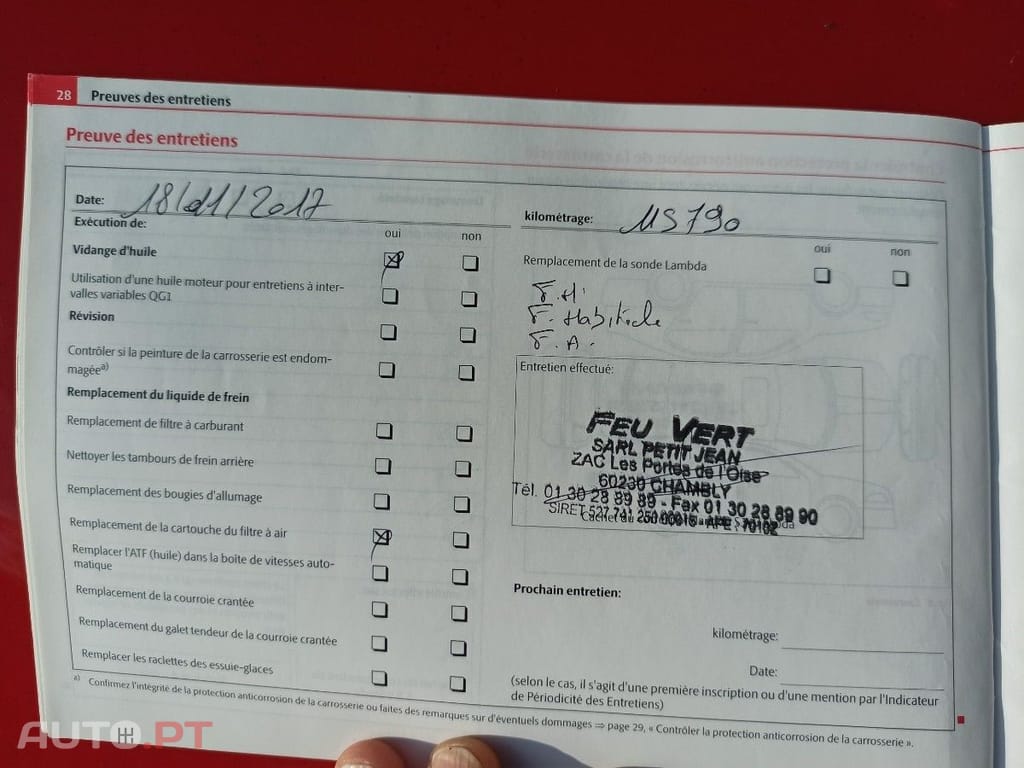 28 Preuves des entretiens
Preuve des entretiens
Date: 18/01/2017
kilométrage: 115790
Exécution de:
oui non
Vidange d'huile
Utilisation d'une huile moteur pour entretiens à inter-
valles variables QG1
Révision
Contrôler si la peinture de la carrosserie est endom-
magée a)
Remplacement du liquide de frein
Remplacement de filtre à carburant
Nettoyer les tambours de frein arrière
Remplacement des bougies d'allumage
Remplacement de la cartouche du filtre à air
Remplacer l'ATF (huile) dans la boîte de vitesses auto-
matique
Remplacement de la courroie crantée
Remplacement du galet tendeur de la courroie crantée
Remplacer les raclettes des essuie-glaces
oui non
Remplacement de la sonde Lambda
F.H.
F. Habitacle
F.A.
Entretien effectué:
FEU VERT
SARL PETIT JEAN
ZAC Les Portes de l'Oise
60230 CHAMBLY
Tél. 01 30 28 89 89 - Fax 01 30 28 89 90
SIRET 527 741 250 00015 - APE
Prochain entretien:
kilométrage:
Date:
(selon le cas, il s'agit d'une première inscription ou d'une mention par l'Indicateur
de Périodicité des Entretiens)
a) Confirmez l'intégrité de la protection anticorrosion de la carrosserie ou faites des remarques sur d'éventuels dommages ⇒ page 29, « Contrôler la protection anticorrosion de la carrosserie ».
AUTO.PT